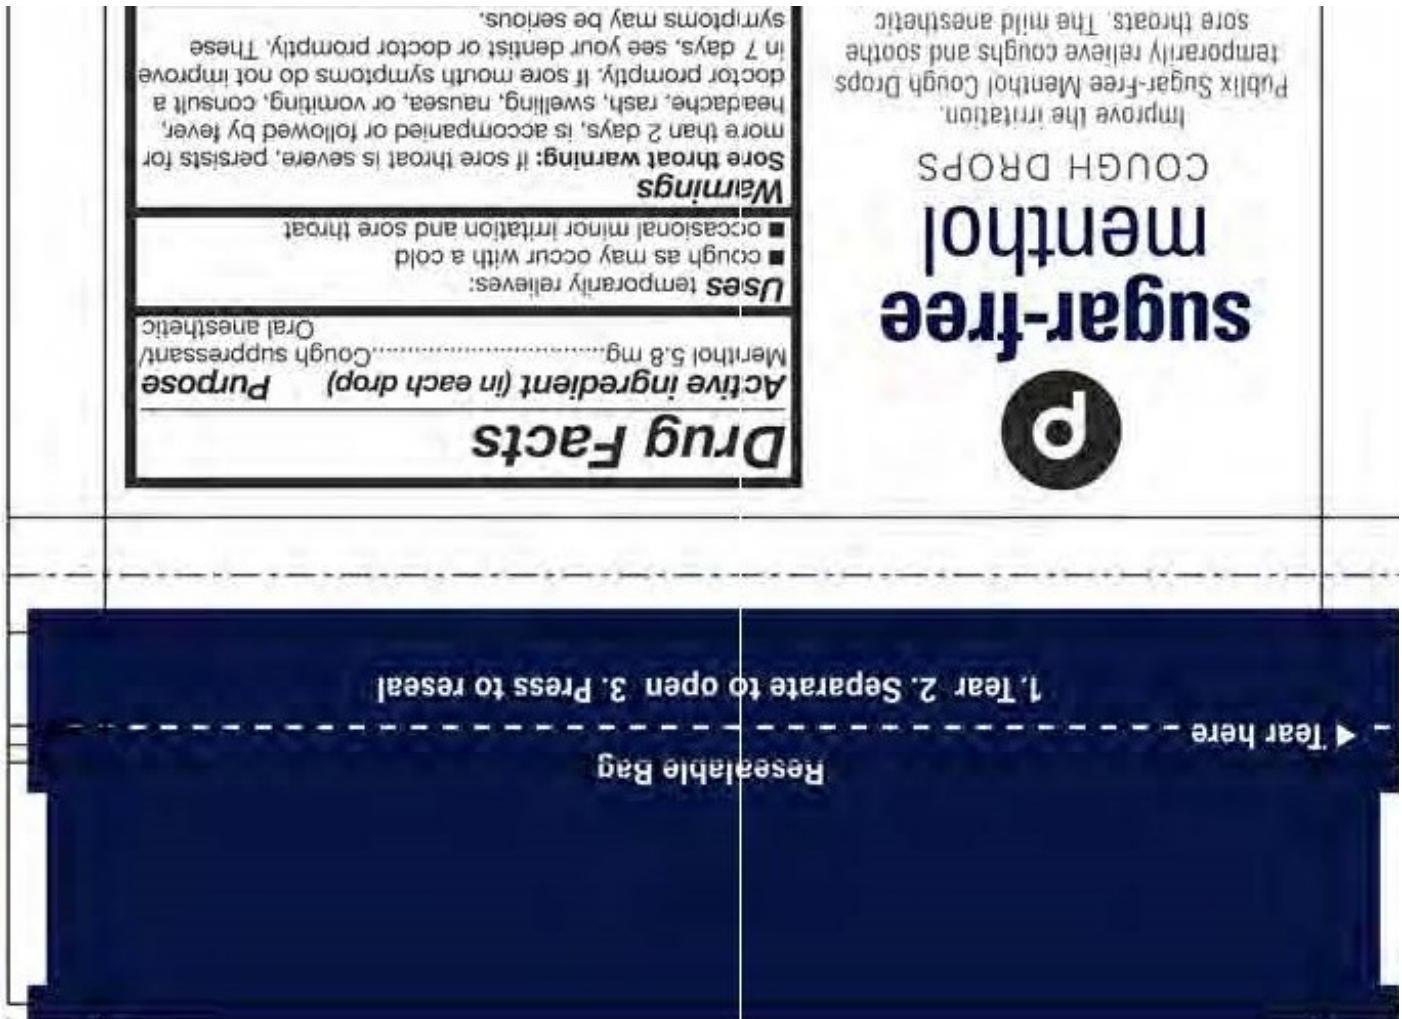 Resealable Bag
Tear here
1. Tear 2. Separate to open 3. Press to reseal
p
sugar-free
menthol
COUGH DROPS
Improve the irritation.
Publix Sugar-Free Menthol Cough Drops
temporarily relieve coughs and soothe
sore throats. The mild anesthetic
Drug Facts
Active ingredient (in each drop) Purpose
Menthol 5.8 mg..............................Cough suppressant/
Oral anesthetic
Uses temporarily relieves:
■ cough as may occur with a cold
■ occasional minor irritation and sore throat
Warnings
Sore throat warning: if sore throat is severe, persists for
more than 2 days, is accompanied or followed by fever,
headache, rash, swelling, nausea, or vomiting, consult a
doctor promptly. If sore mouth symptoms do not improve
in 7 days, see your dentist or doctor promptly. These
symptoms may be serious.